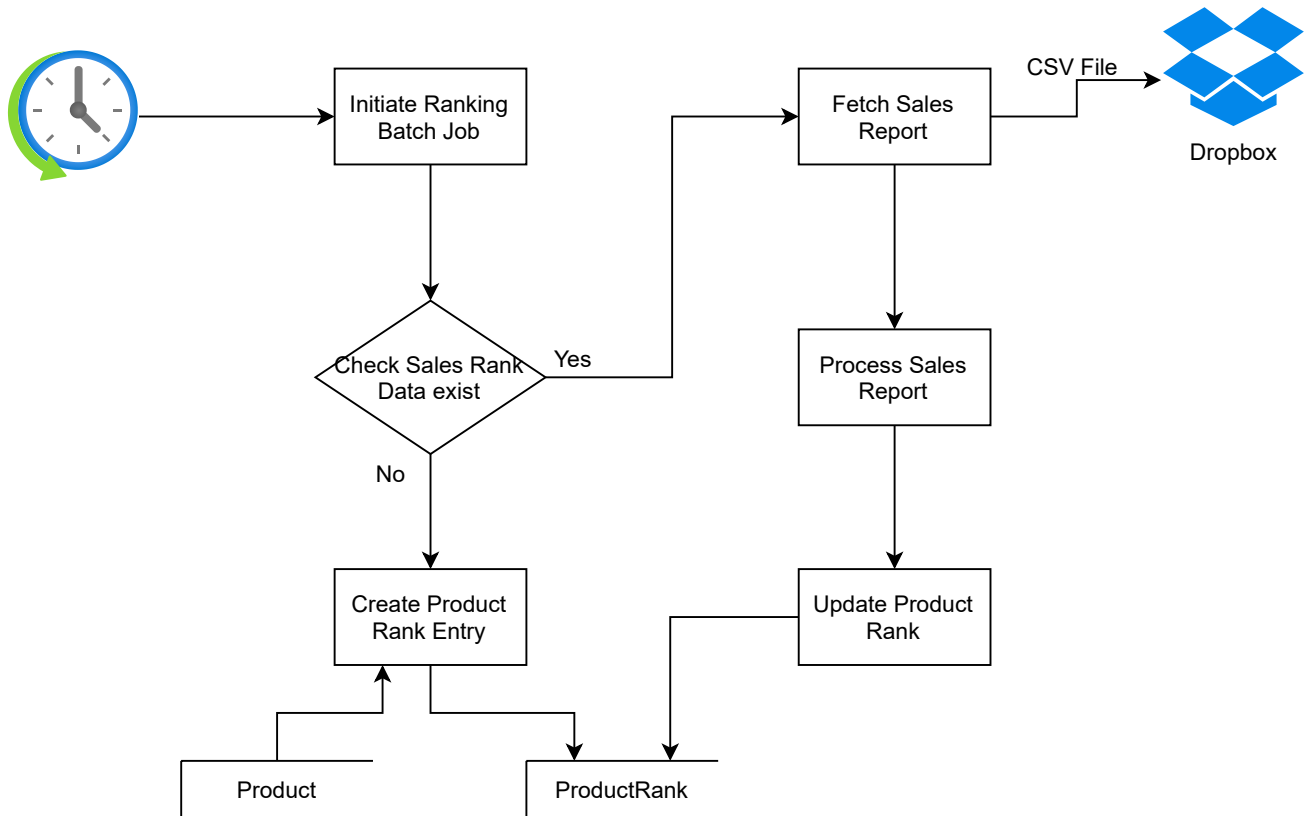 Initiate Ranking
Batch Job
Fetch Sales
Report
CSV File
Dropbox
Check Sales Rank
Data exist
Yes
No
Process Sales
Report
Create Product
Rank Entry
Update Product
Rank
Product
ProductRank